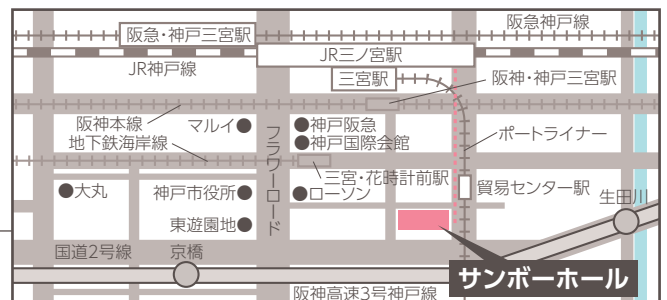 阪急神戸線
阪急・神戸三宮駅
JR三ノ宮駅
JR神戸線
三宮駅
阪神・神戸三宮駅
阪神本線
マルイ
神戸阪急
ポートライナー
地下鉄海岸線
神戸国際会館
フラワーロード
三宮・花時計前駅
大丸
神戸市役所
ローソン
貿易センター駅
生田川
東遊園地
国道2号線
京橋
サンボーホール
阪神高速3号神戸線